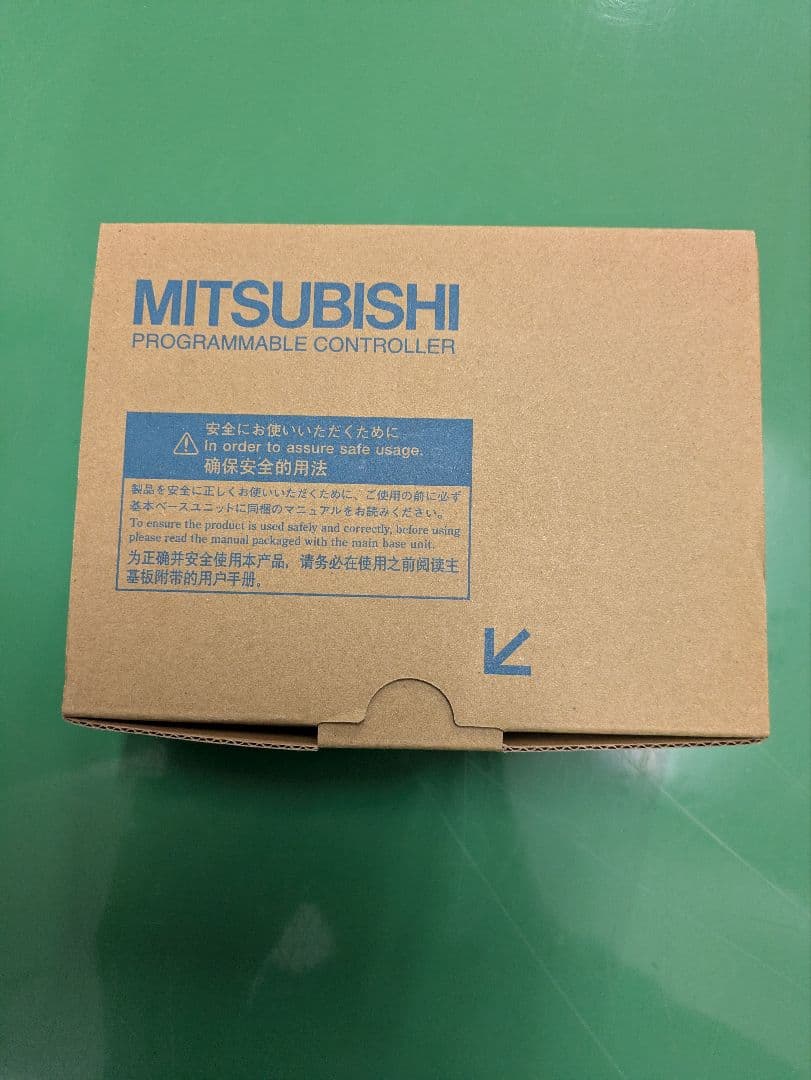 MITSUBISHI
PROGRAMMABLE CONTROLLER
安全にお使いいただくために
In order to assure safe usage.
确保安全的用法
製品を安全に正しくお使いいただくために、ご使用の前に必ず
基本ベースユニットに同梱のマニュアルをお読みください。
To ensure the product is used safely and correctly, before using
please read the manual packaged with the main base unit.
为正确并安全使用本产品，请务必在使用之前阅读主
基板附带的用户手册。